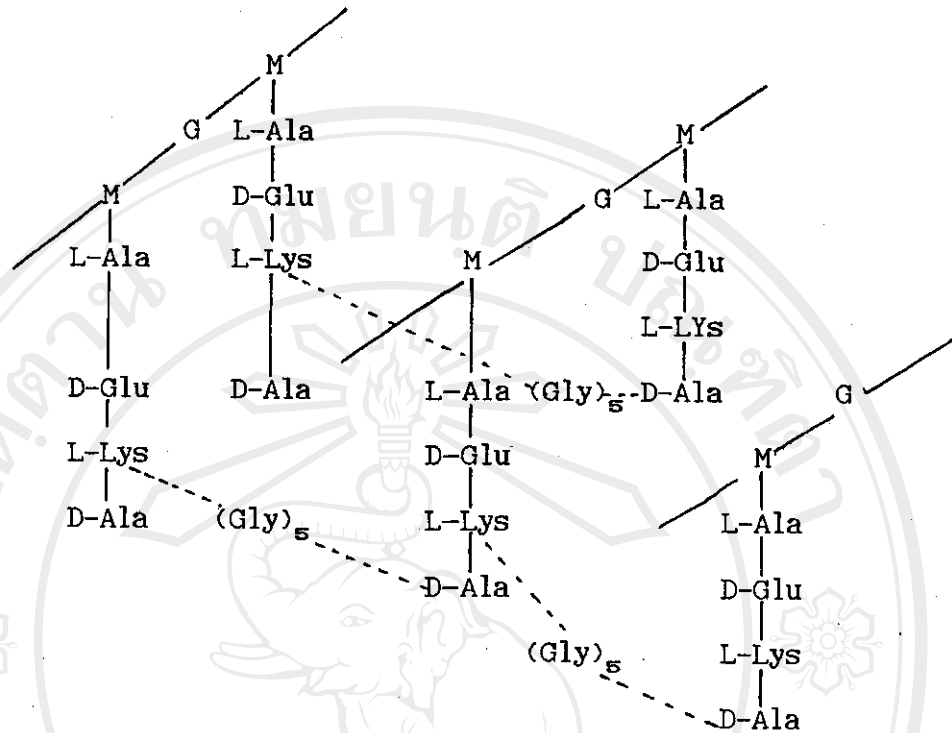 M
G L-Ala
M
M D-Glu
G L-Ala
L-Ala L-Lys M D-Glu
L-LYs
D-Glu D-Ala L-Ala (Gly)5 D-Ala G
L-Lys D-Glu M
D-Ala (Gly)5 L-Lys L-Ala
D-Ala D-Glu
(Gly)5 L-Lys
D-Ala